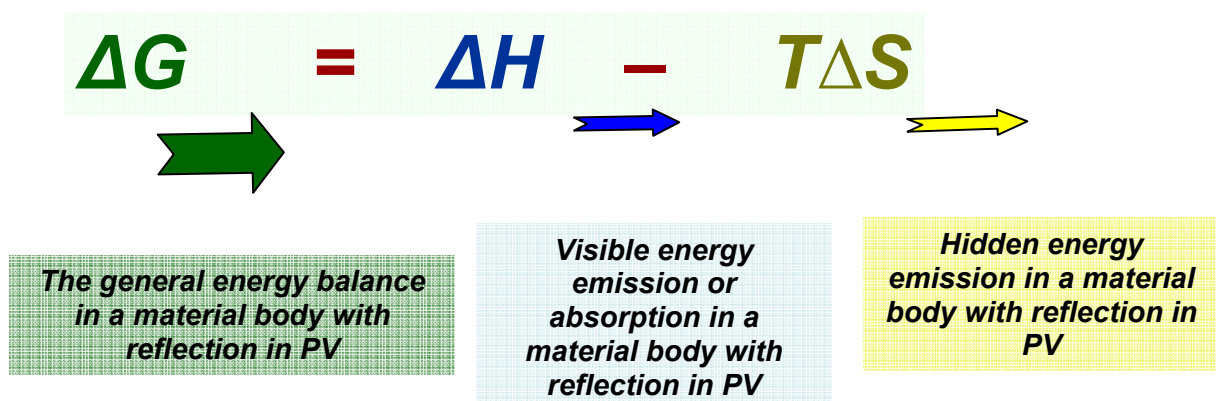 ΔG = ΔH – TΔS
The general energy balance
in a material body with
reflection in PV
Visible energy
emission or
absorption in a
material body with
reflection in PV
Hidden energy
emission in a material
body with reflection in
PV